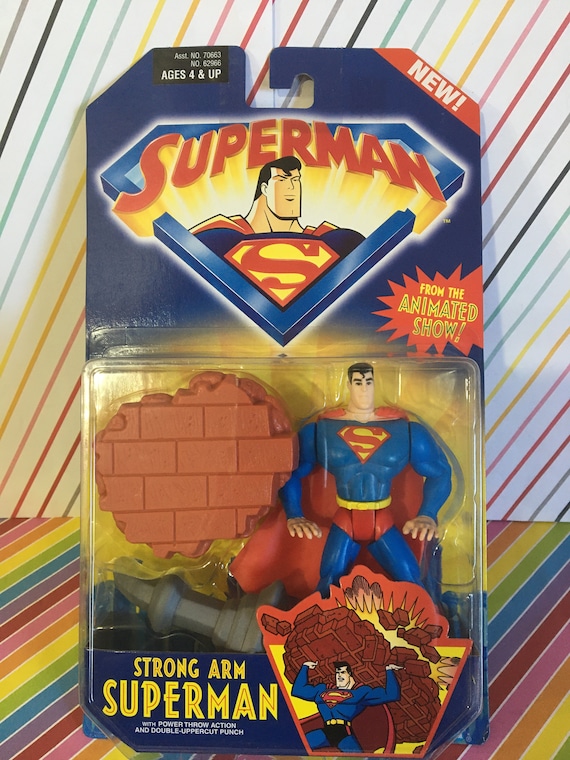 Asst. NO. 70663
NO. 62966
AGES 4 & UP
NEW!
SUPERMAN
S
™
FROM THE
ANIMATED
SHOW!
S
STRONG ARM
SUPERMAN
WITH POWER THROW ACTION
AND DOUBLE-UPPERCUT PUNCH
S